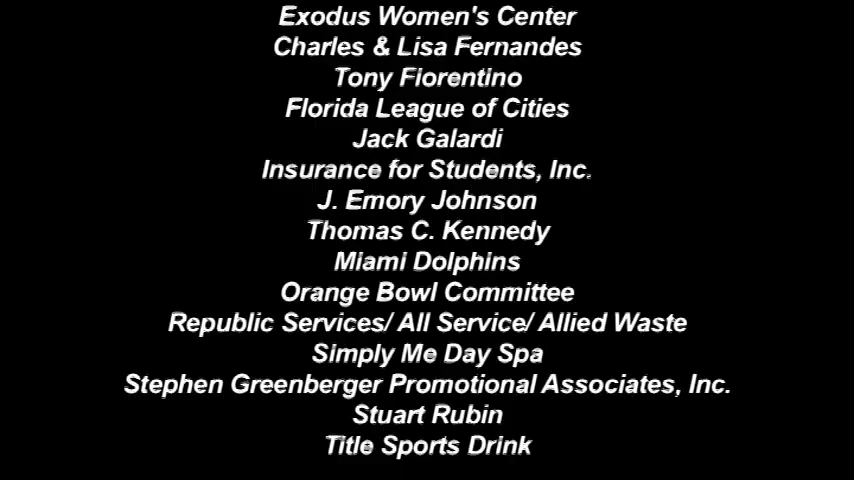 Exodus Women's Center
Charles & Lisa Fernandes
Tony Fiorentino
Florida League of Cities
Jack Galardi
Insurance for Students, Inc.
J. Emory Johnson
Thomas C. Kennedy
Miami Dolphins
Orange Bowl Committee
Republic Services/ All Service/ Allied Waste
Simply Me Day Spa
Stephen Greenberger Promotional Associates, Inc.
Stuart Rubin
Title Sports Drink